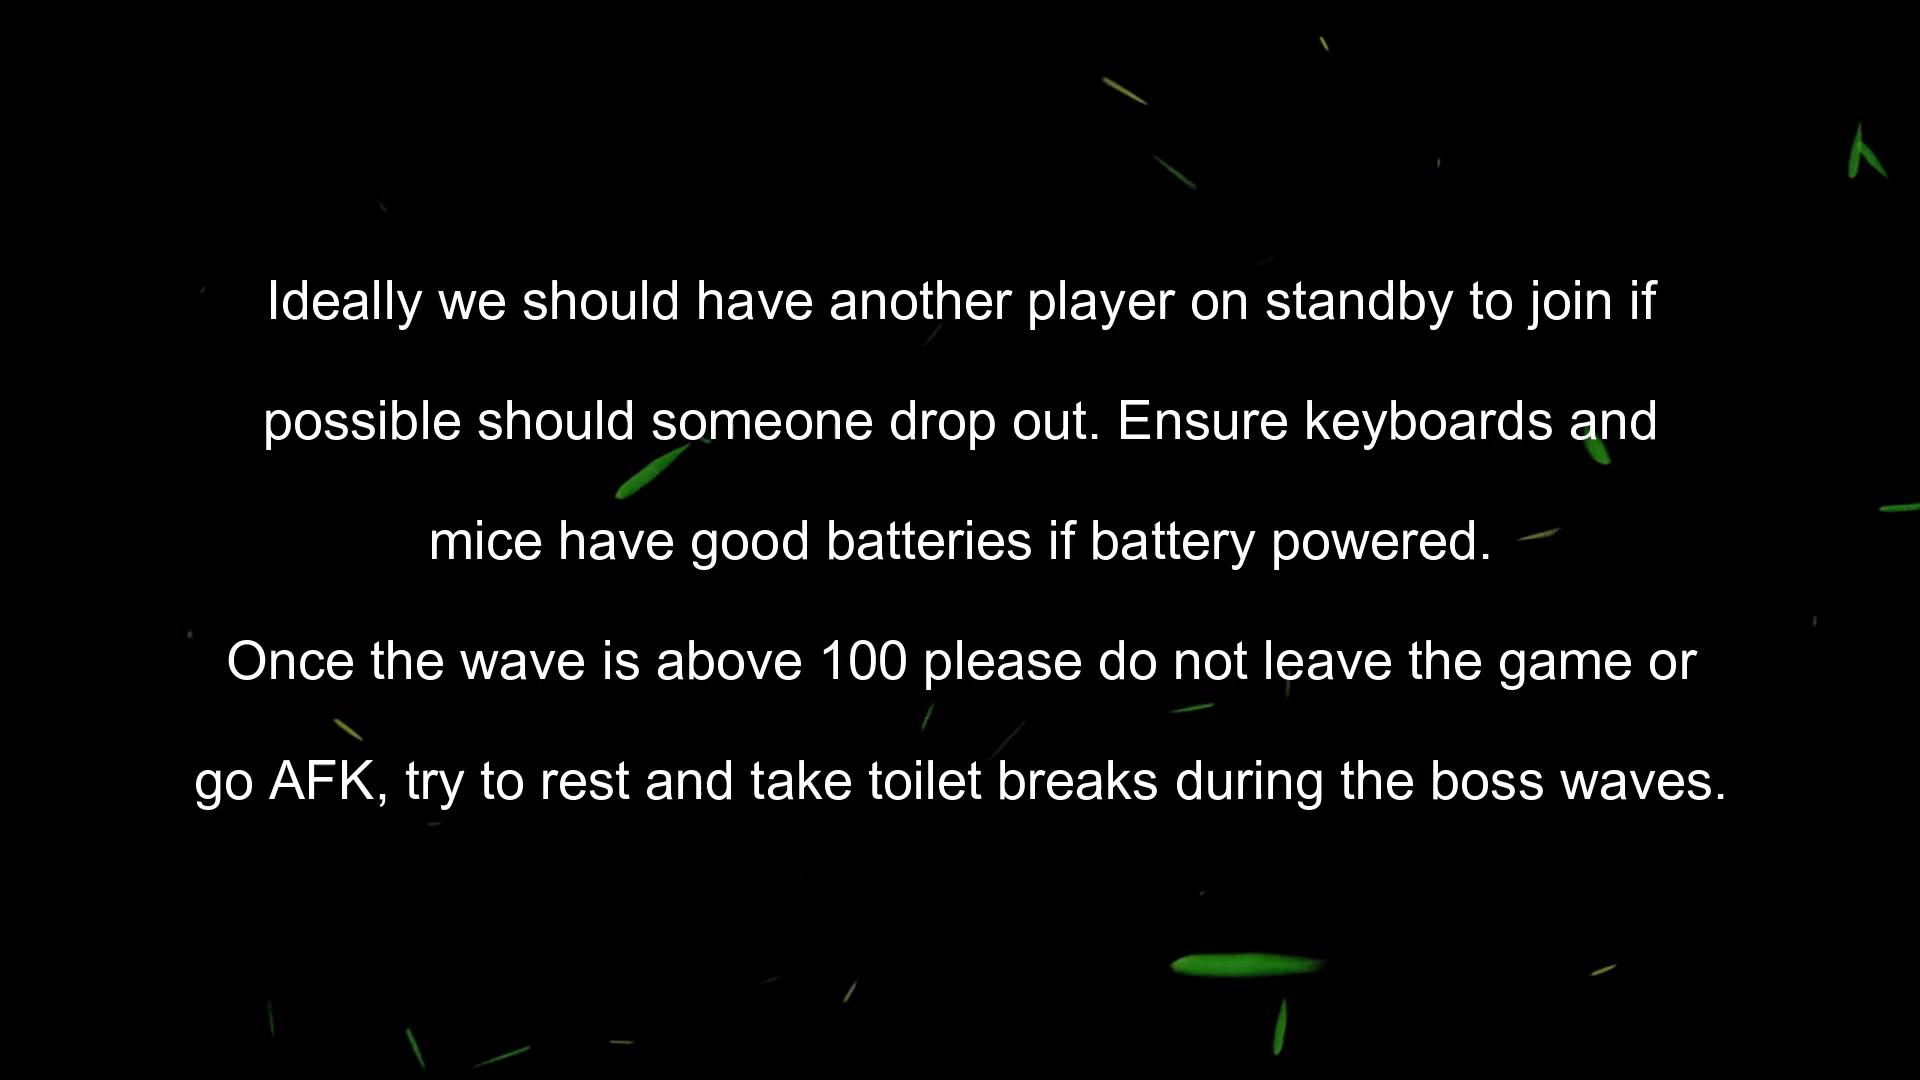 Ideally we should have another player on standby to join if
possible should someone drop out. Ensure keyboards and
mice have good batteries if battery powered.
Once the wave is above 100 please do not leave the game or
go AFK, try to rest and take toilet breaks during the boss waves.